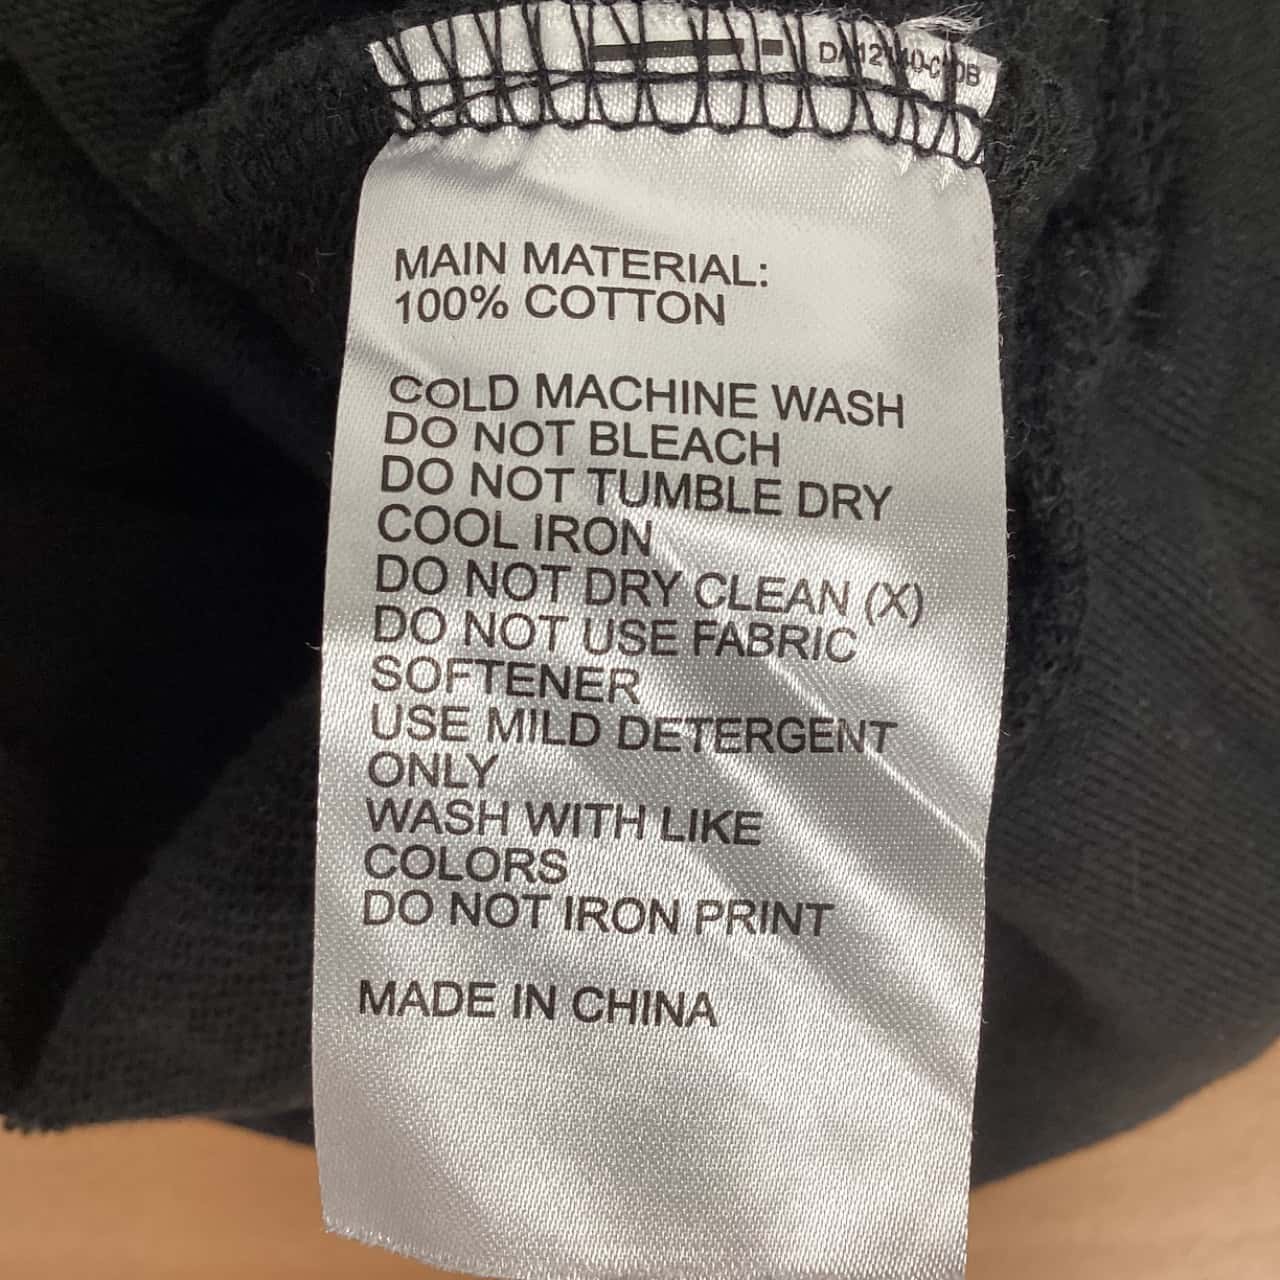 MAIN MATERIAL:
100% COTTON
COLD MACHINE WASH
DO NOT BLEACH
DO NOT TUMBLE DRY
COOL IRON
DO NOT DRY CLEAN (X)
DO NOT USE FABRIC
SOFTENER
USE MILD DETERGENT
ONLY
WASH WITH LIKE
COLORS
DO NOT IRON PRINT
MADE IN CHINA